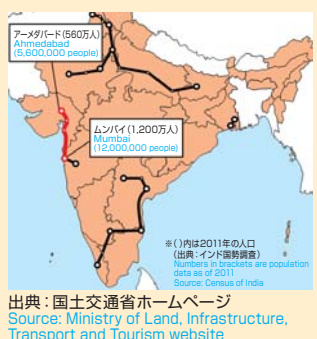 アーメダバード(560万人)
Ahmedabad
(5,600,000 people)
ムンバイ(1,200万人)
Mumbai
(12,000,000 people)
※( )内は2011年の人口
(出典:インド国勢調査)
Numbers in brackets are population
data as of 2011
Source: Census of India
出典:国土交通省ホームページ
Source: Ministry of Land, Infrastructure,
Transport and Tourism website